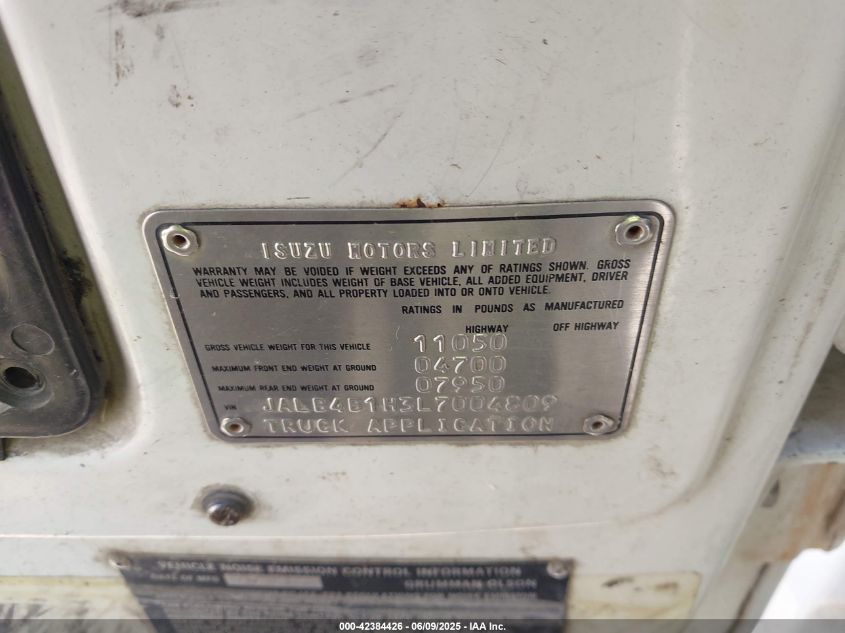 ISUZU MOTORS LIMITED
WARRANTY MAY BE VOIDED IF WEIGHT EXCEEDS ANY OF RATINGS SHOWN. GROSS
VEHICLE WEIGHT INCLUDES WEIGHT OF BASE VEHICLE, ALL ADDED EQUIPMENT, DRIVER
AND PASSENGERS, AND ALL PROPERTY LOADED INTO OR ONTO VEHICLE.
RATINGS IN POUNDS AS MANUFACTURED
HIGHWAY OFF HIGHWAY
GROSS VEHICLE WEIGHT FOR THIS VEHICLE 11050
MAXIMUM FRONT END WEIGHT AT GROUND 04700
MAXIMUM REAR END WEIGHT AT GROUND 07950
VIN JALB4B1H3L7004809
TRUCK APPLICATION
VEHICLE NOISE EMISSION CONTROL INFORMATION
DATE OF MFG GRUMMAN OLSON
000-42384426 - 06/09/2025 - IAA Inc.